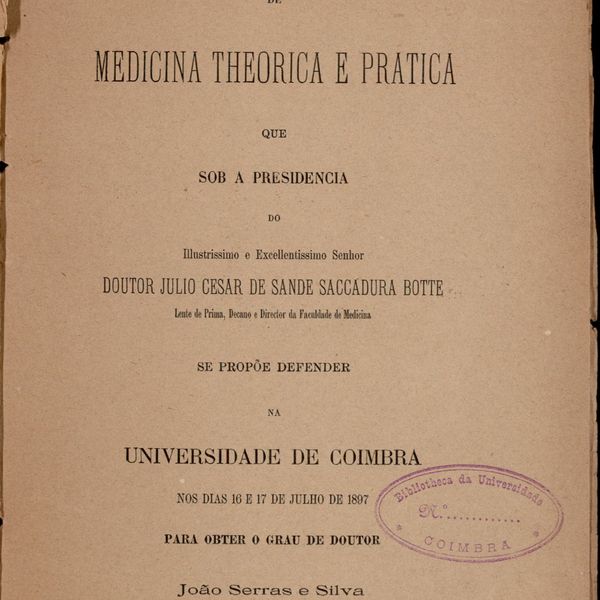 DE
MEDICINA THEORICA E PRATICA
QUE
SOB A PRESIDENCIA
DO
Illustrissimo e Excellentissimo Senhor
DOUTOR JULIO CESAR DE SANDE SACCADURA BOTTE
Lente de Prima, Decano e Director da Faculdade de Medicina
SE PROPÕE DEFENDER
NA
UNIVERSIDADE DE COIMBRA
NOS DIAS 16 E 17 DE JULHO DE 1897
PARA OBTER O GRAU DE DOUTOR
João Serras e Silva
Bibliotheca da Universidade
N.º............
* COIMBRA *